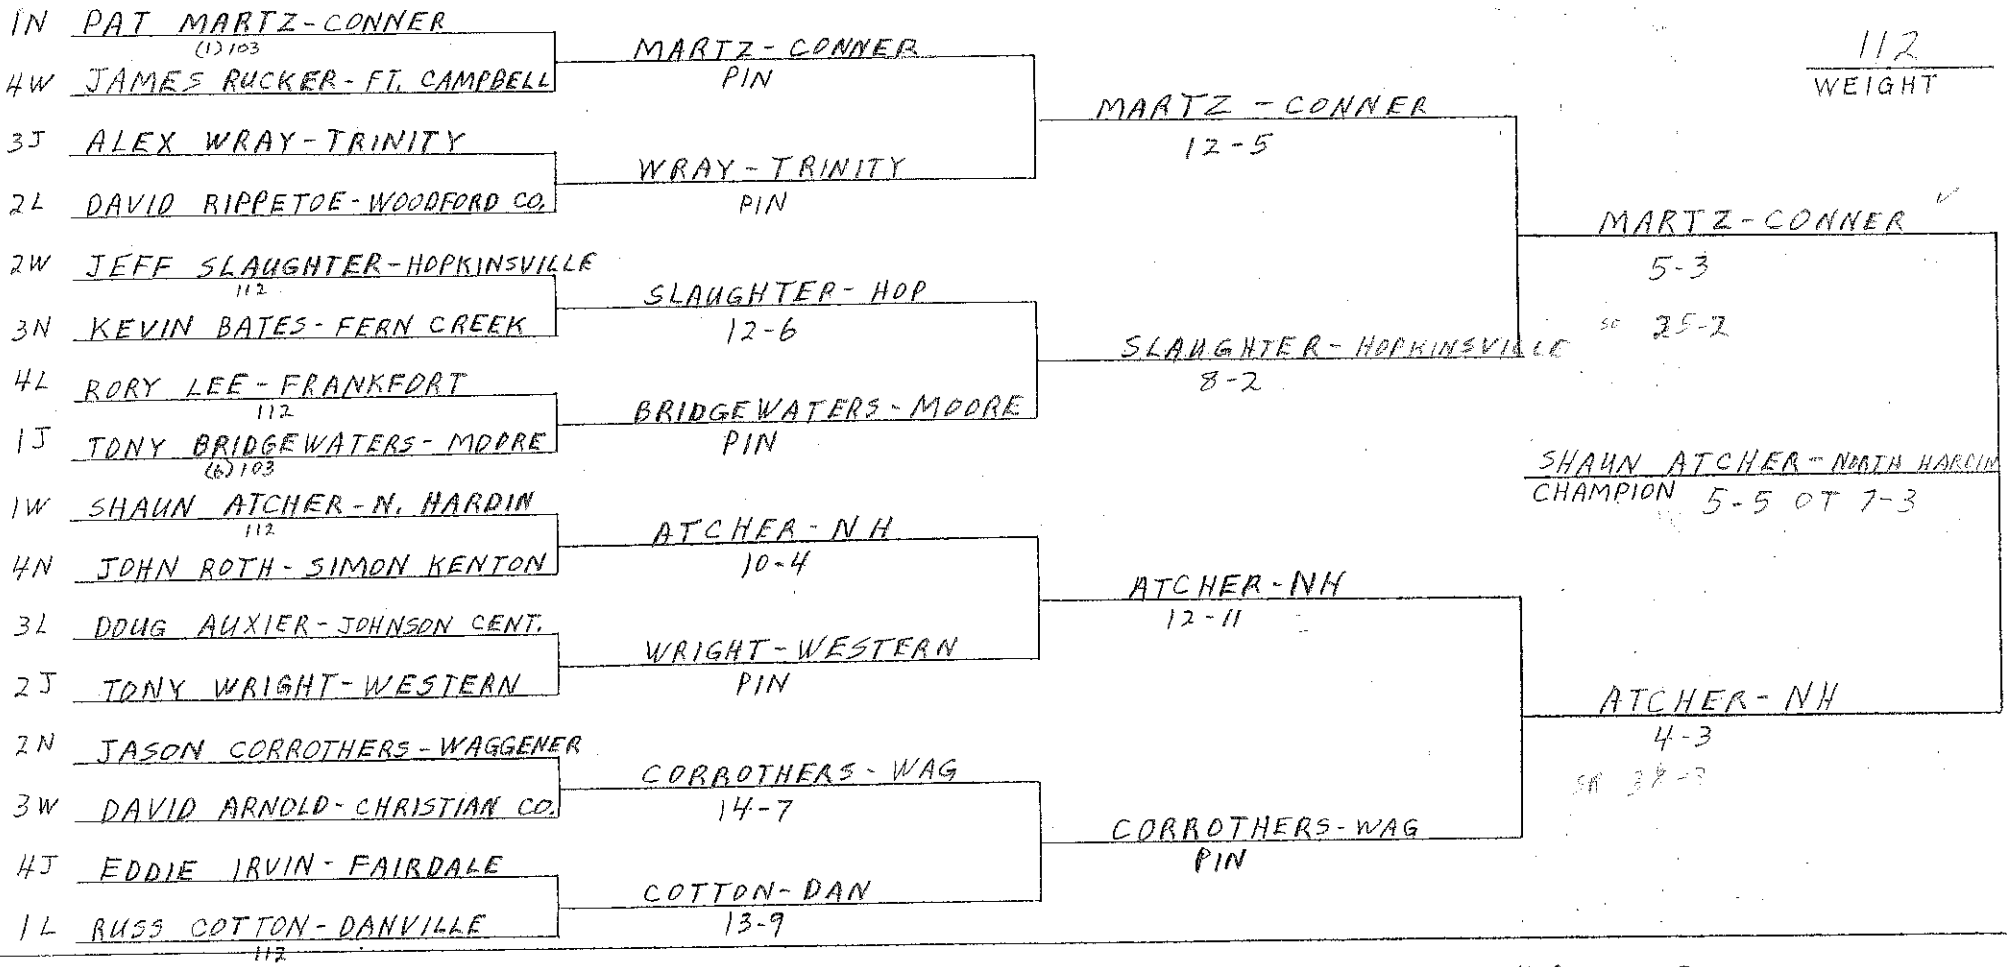 1N PAT MARTZ-CONNER
(1) 103
4W JAMES RUCKER-FT. CAMPBELL
3J ALEX WRAY-TRINITY
2L DAVID RIPPETOE-WOODFORD CO.
2W JEFF SLAUGHTER-HOPKINSVILLE
112
3N KEVIN BATES-FERN CREEK
4L RORY LEE-FRANKFORT
112
1J TONY BRIDGEWATERS-MOORE
(6) 103
1W SHAUN ATCHER-N. HARDIN
112
4N JOHN ROTH-SIMON KENTON
3L DOUG AUXIER-JOHNSON CENT.
2J TONY WRIGHT-WESTERN
2N JASON CORROTHERS-WAGGENER
3W DAVID ARNOLD-CHRISTIAN CO.
4J EDDIE IRVIN-FAIRDALE
1L RUSS COTTON-DANVILLE
112
MARTZ-CONNER
PIN
WRAY-TRINITY
PIN
SLAUGHTER-HOP
12-6
BRIDGEWATERS-MOORE
PIN
ATCHER-NH
10-4
WRIGHT-WESTERN
PIN
CORROTHERS-WAG
14-7
COTTON-DAN
13-9
MARTZ-CONNER
12-5
SLAUGHTER-HOPKINSVILLE
8-2
ATCHER-NH
12-11
CORROTHERS-WAG
PIN
112
WEIGHT
MARTZ-CONNER
5-3
25-2
ATCHER-NH
4-3
SHAUN ATCHER-NORTH HARDIN
CHAMPION 5-5 OT 7-3